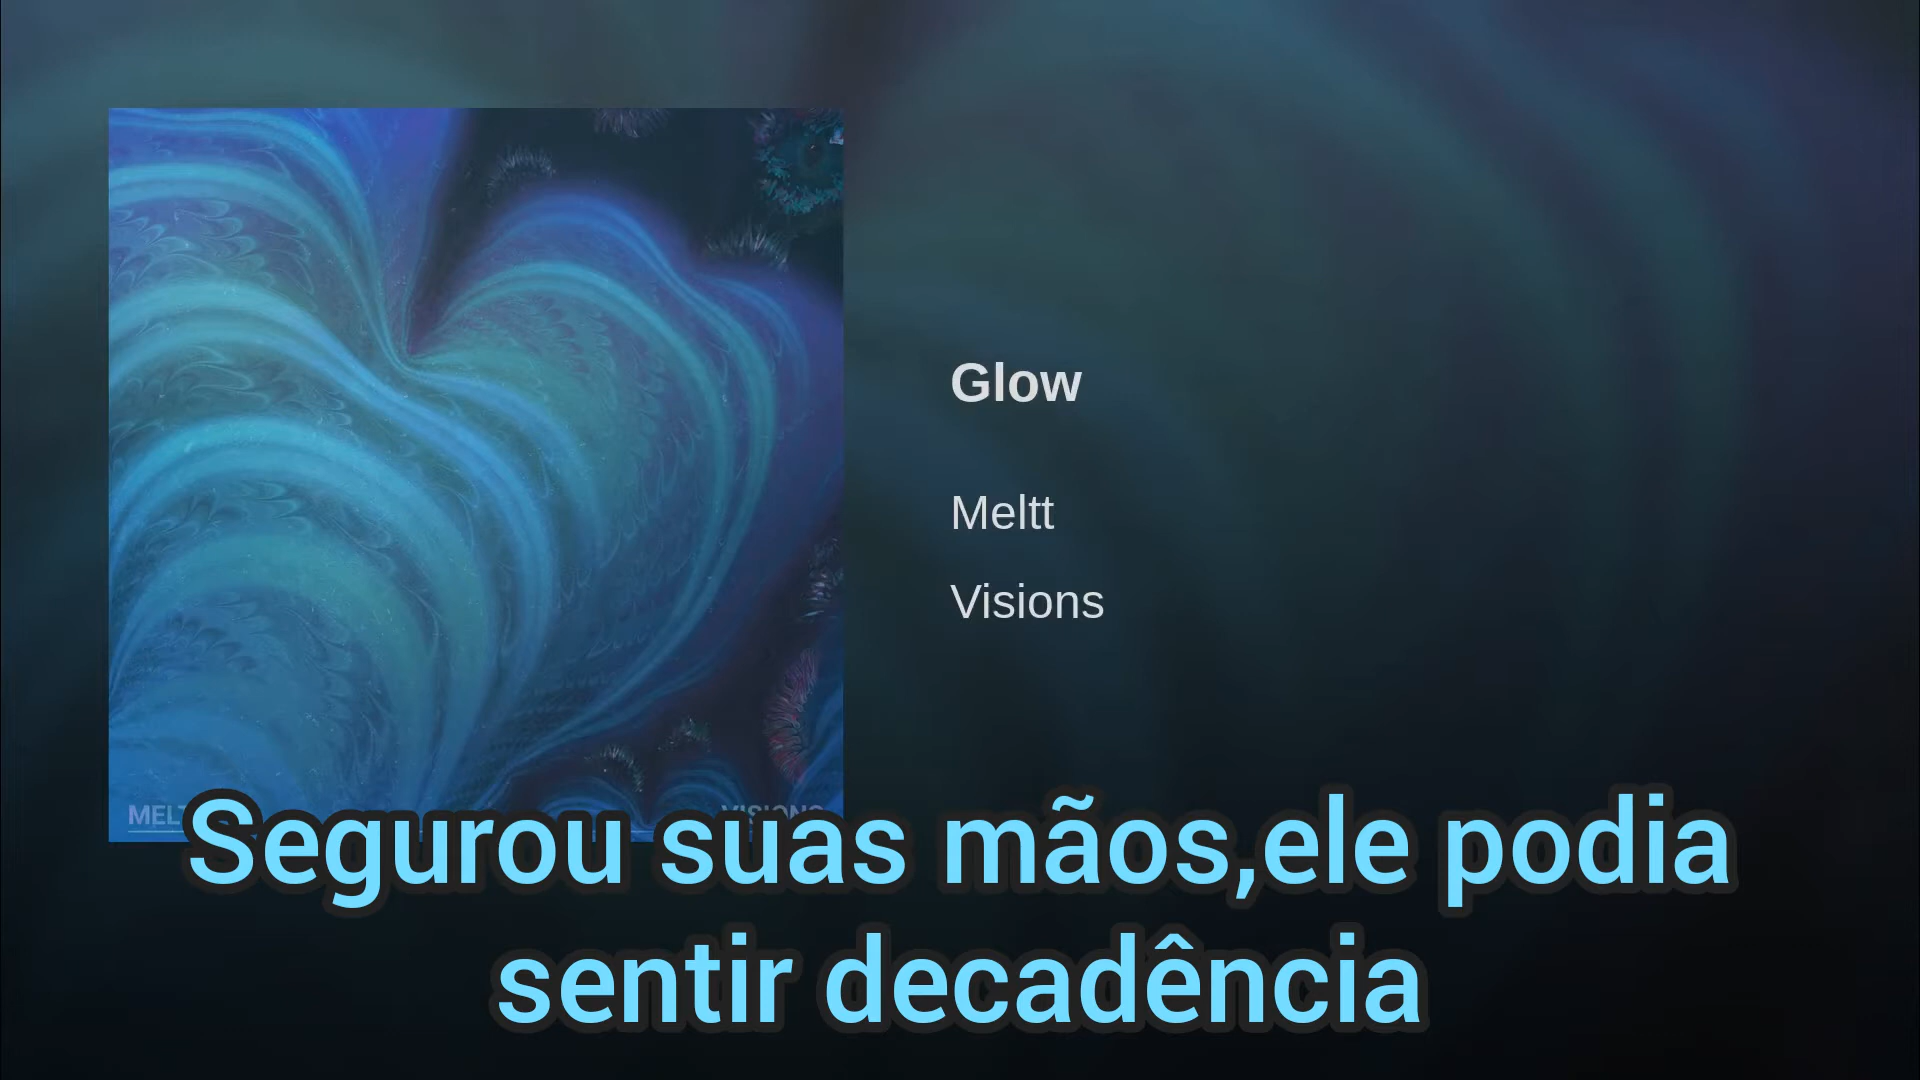 Glow
Meltt
Visions
Segurou suas mãos,ele podia
sentir decadência